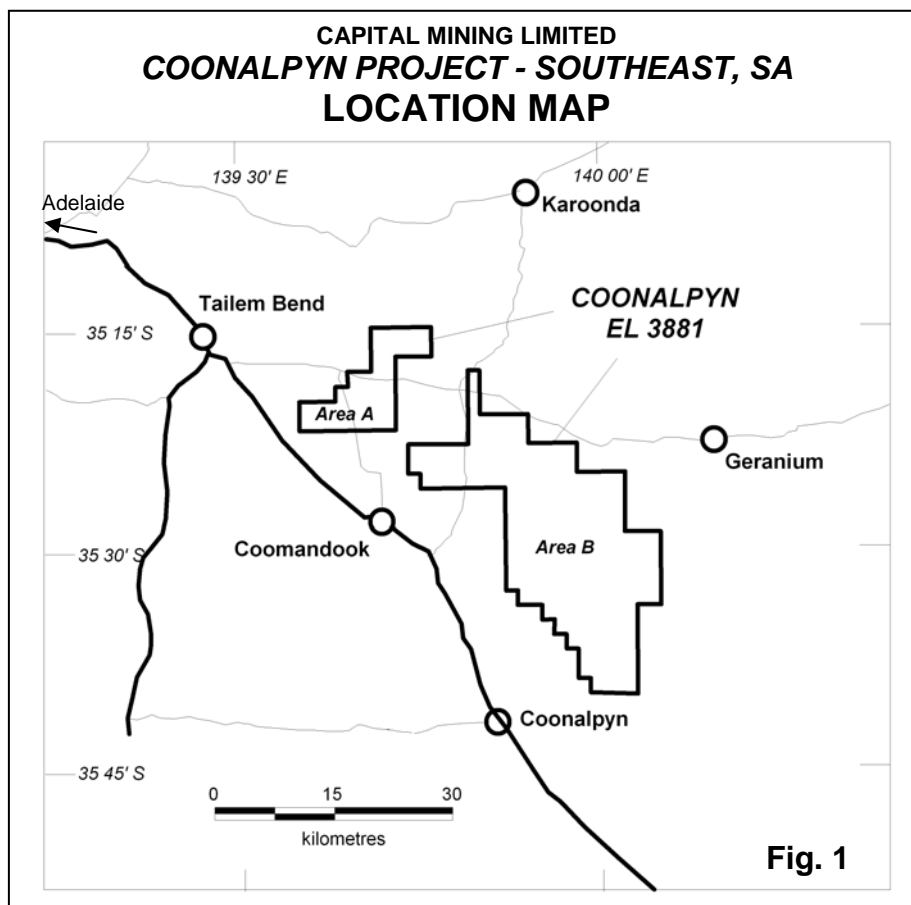 CAPITAL MINING LIMITED
COONALPYN PROJECT - SOUTHEAST, SA
LOCATION MAP
139 30' E
140 00' E
Adelaide
Karoonda
Tailem Bend
COONALPYN
EL 3881
35 15' S
Area A
Geranium
Coomandook
Area B
35 30' S
Coonalpyn
35 45' S
0 15 30
kilometres
Fig. 1